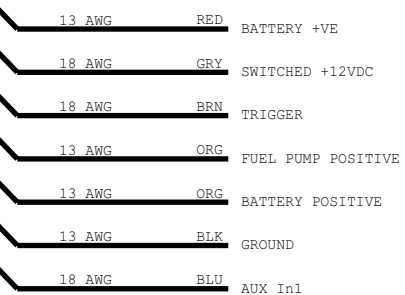 13 AWG RED BATTERY +VE
18 AWG GRY SWITCHED +12VDC
18 AWG BRN TRIGGER
13 AWG ORG FUEL PUMP POSITIVE
13 AWG ORG BATTERY POSITIVE
13 AWG BLK GROUND
18 AWG BLU AUX In1